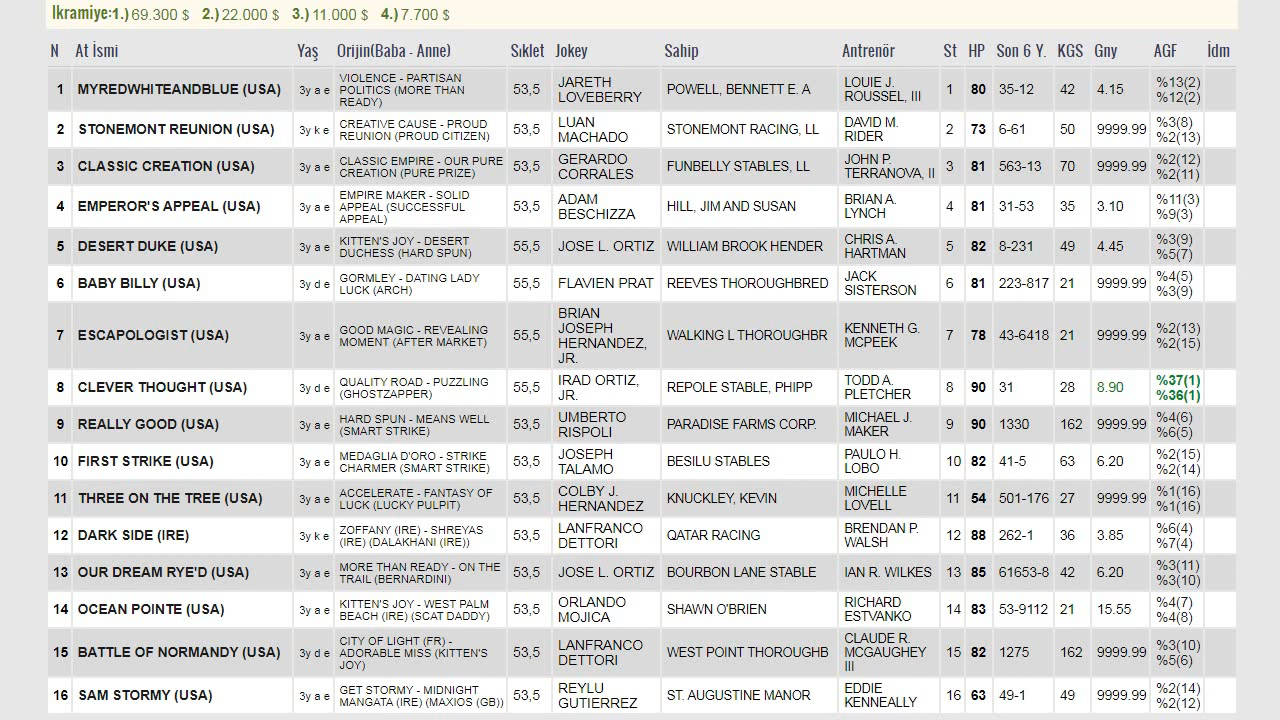 İkramiye:1.) 69.300 $ 2.) 22.000 $ 3.) 11.000 $ 4.) 7.700 $
N At İsmi Yaş Orijin(Baba - Anne) Sıklet Jokey Sahip Antrenör St HP Son 6 Y. KGS Gny AGF İdm
1 MYREDWHITEANDBLUE (USA) 3y a e VIOLENCE - PARTISAN POLITICS (MORE THAN READY) 53,5 JARETH LOVEBERRY POWELL, BENNETT E. A LOUIE J. ROUSSEL, III 1 80 35-12 42 4.15 %13(2) %12(2)
2 STONEMONT REUNION (USA) 3y k e CREATIVE CAUSE - PROUD REUNION (PROUD CITIZEN) 53,5 LUAN MACHADO STONEMONT RACING, LL DAVID M. RIDER 2 73 6-61 50 9999.99 %3(8) %2(13)
3 CLASSIC CREATION (USA) 3y a e CLASSIC EMPIRE - OUR PURE CREATION (PURE PRIZE) 53,5 GERARDO CORRALES FUNBELLY STABLES, LL JOHN P. TERRANOVA, II 3 81 563-13 70 9999.99 %2(12) %2(11)
4 EMPEROR'S APPEAL (USA) 3y a e EMPIRE MAKER - SOLID APPEAL (SUCCESSFUL APPEAL) 53,5 ADAM BESCHIZZA HILL, JIM AND SUSAN BRIAN A. LYNCH 4 81 31-53 35 3.10 %11(3) %9(3)
5 DESERT DUKE (USA) 3y a e KITTEN'S JOY - DESERT DUCHESS (HARD SPUN) 55,5 JOSE L. ORTIZ WILLIAM BROOK HENDER CHRIS A. HARTMAN 5 82 8-231 49 4.45 %3(9) %5(7)
6 BABY BILLY (USA) 3y d e GORMLEY - DATING LADY LUCK (ARCH) 55,5 FLAVIEN PRAT REEVES THOROUGHBRED JACK SISTERSON 6 81 223-817 21 9999.99 %4(5) %3(9)
7 ESCAPOLOGIST (USA) 3y a e GOOD MAGIC - REVEALING MOMENT (AFTER MARKET) 55,5 BRIAN JOSEPH HERNANDEZ, JR. WALKING L THOROUGHBR KENNETH G. MCPEEK 7 78 43-6418 21 9999.99 %2(13) %2(15)
8 CLEVER THOUGHT (USA) 3y d e QUALITY ROAD - PUZZLING (GHOSTZAPPER) 55,5 IRAD ORTIZ, JR. REPOLE STABLE, PHIPP TODD A. PLETCHER 8 90 31 28 8.90 %37(1) %36(1)
9 REALLY GOOD (USA) 3y a e HARD SPUN - MEANS WELL (SMART STRIKE) 53,5 UMBERTO RISPOLI PARADISE FARMS CORP. MICHAEL J. MAKER 9 90 1330 162 9999.99 %4(6) %6(5)
10 FIRST STRIKE (USA) 3y a e MEDAGLIA D'ORO - STRIKE CHARMER (SMART STRIKE) 53,5 JOSEPH TALAMO BESILU STABLES PAULO H. LOBO 10 82 41-5 63 6.20 %2(15) %2(14)
11 THREE ON THE TREE (USA) 3y a e ACCELERATE - FANTASY OF LUCK (LUCKY PULPIT) 53,5 COLBY J. HERNANDEZ KNUCKLEY, KEVIN MICHELLE LOVELL 11 54 501-176 27 9999.99 %1(16) %1(16)
12 DARK SIDE (IRE) 3y k e ZOFFANY (IRE) - SHREYAS (IRE) (DALAKHANI (IRE)) 53,5 LANFRANCO DETTORI QATAR RACING BRENDAN P. WALSH 12 88 262-1 36 3.85 %6(4) %7(4)
13 OUR DREAM RYE'D (USA) 3y a e MORE THAN READY - ON THE TRAIL (BERNARDINI) 53,5 JOSE L. ORTIZ BOURBON LANE STABLE IAN R. WILKES 13 85 61653-8 42 6.20 %3(11) %3(10)
14 OCEAN POINTE (USA) 3y a e KITTEN'S JOY - WEST PALM BEACH (IRE) (SCAT DADDY) 53,5 ORLANDO MOJICA SHAWN O'BRIEN RICHARD ESTVANKO 14 83 53-9112 21 15.55 %4(7) %4(8)
15 BATTLE OF NORMANDY (USA) 3y d e CITY OF LIGHT (FR) - ADORABLE MISS (KITTEN'S JOY) 53,5 LANFRANCO DETTORI WEST POINT THOROUGHB CLAUDE R. MCGAUGHEY III 15 82 1275 162 9999.99 %3(10) %5(6)
16 SAM STORMY (USA) 3y a e GET STORMY - MIDNIGHT MANGATA (IRE) (MAXIOS (GB)) 53,5 REYLU GUTIERREZ ST. AUGUSTINE MANOR EDDIE KENNEALLY 16 63 49-1 49 9999.99 %2(14) %2(12)